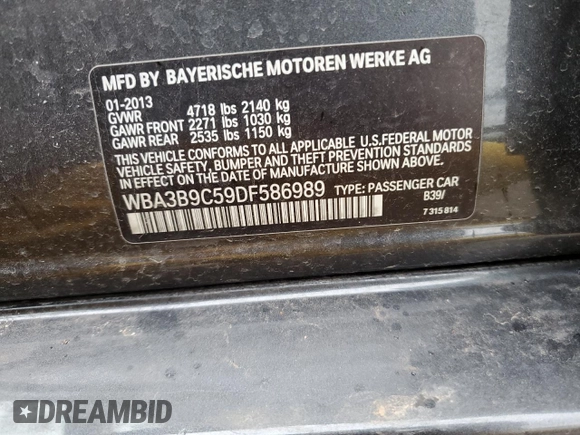 MFD BY BAYERISCHE MOTOREN WERKE AG
01-2013
GVWR 4718 lbs 2140 kg
GAWR FRONT 2271 lbs 1030 kg
GAWR REAR 2535 lbs 1150 kg
THIS VEHICLE CONFORMS TO ALL APPLICABLE U.S.FEDERAL MOTOR
VEHICLE SAFETY, BUMPER AND THEFT PREVENTION STANDARDS
IN EFFECT ON THE DATE OF MANUFACTURE SHOWN ABOVE.
WBA3B9C59DF586989 TYPE: PASSENGER CAR
B39/
7 315 814
DREAMBID